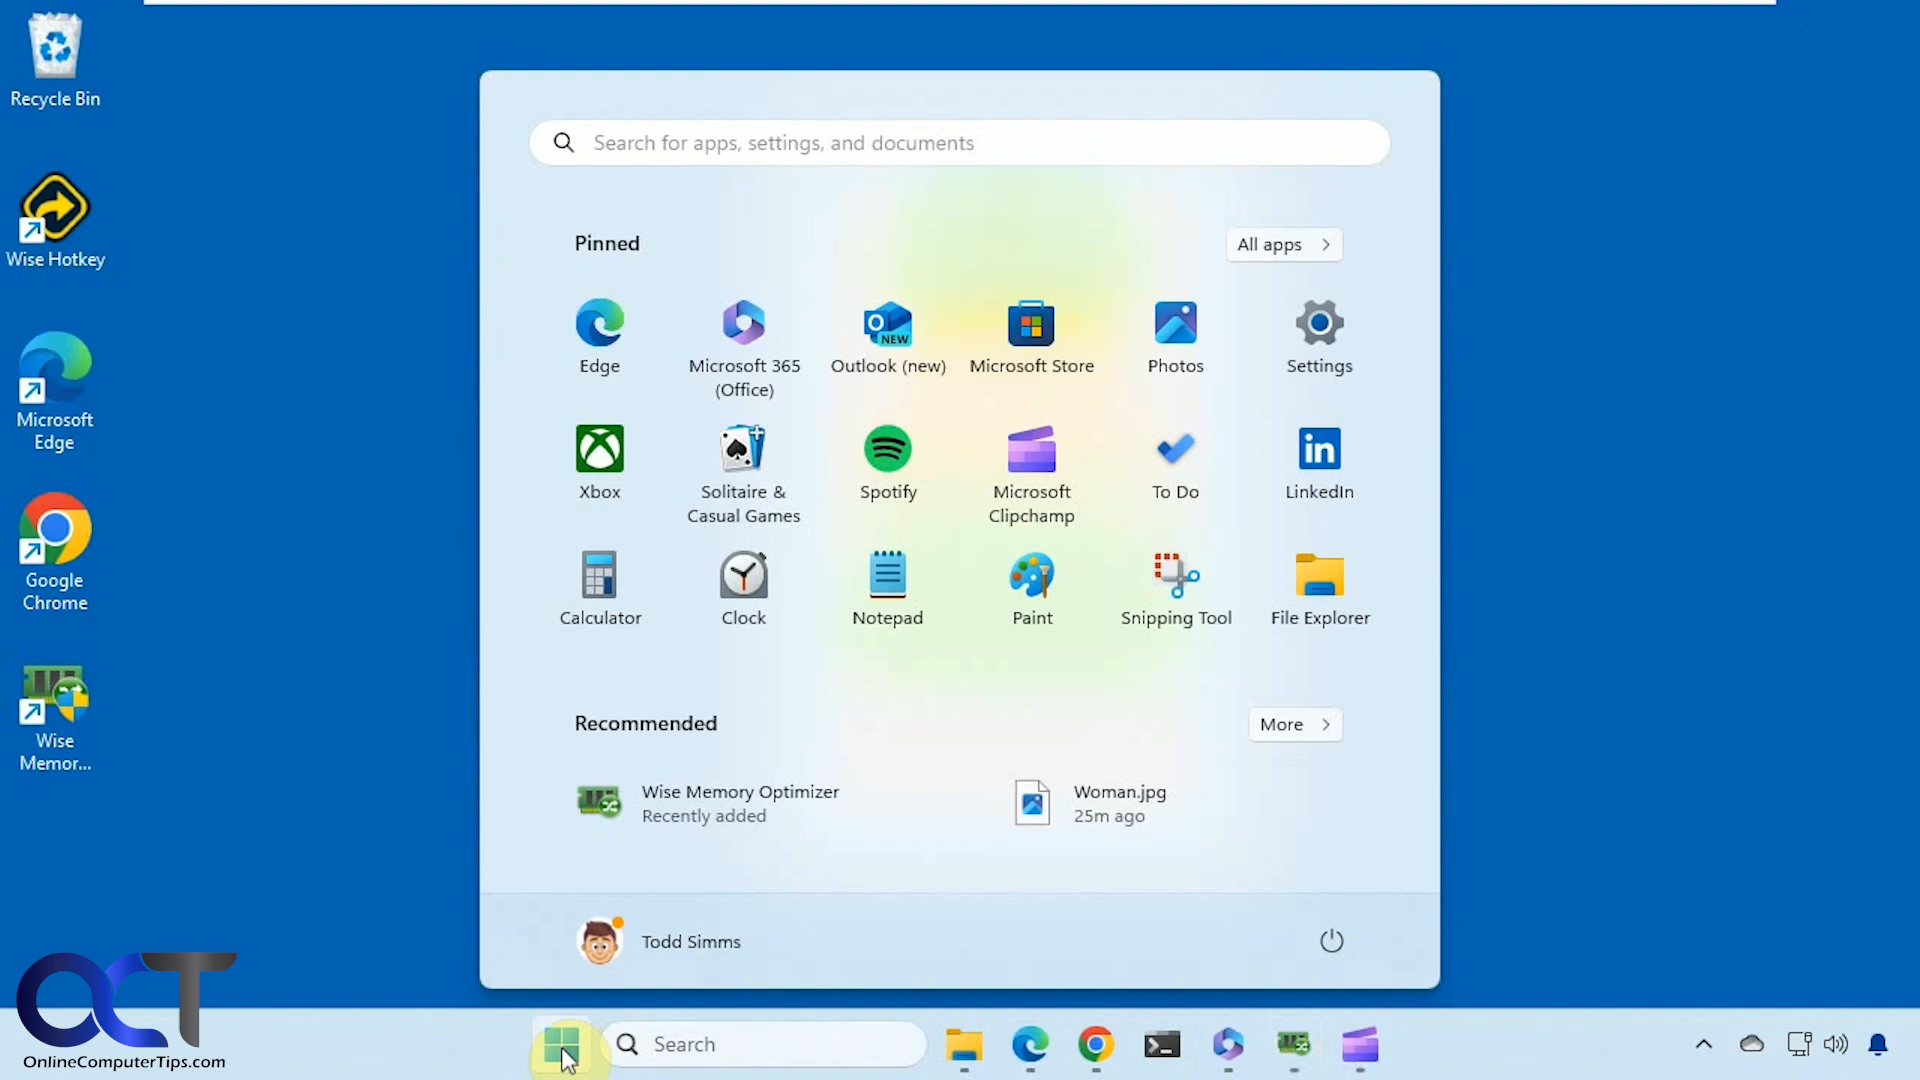 Recycle Bin
Wise Hotkey
Microsoft
Edge
Google
Chrome
Wise
Memor...
Search for apps, settings, and documents
Pinned
All apps
Edge
Microsoft 365
(Office)
Outlook (new)
Microsoft Store
Photos
Settings
NEW
Xbox
Solitaire &
Casual Games
Spotify
Microsoft
Clipchamp
To Do
LinkedIn
Calculator
Clock
Notepad
Paint
Snipping Tool
File Explorer
Recommended
More
Wise Memory Optimizer
Recently added
Woman.jpg
25m ago
Todd Simms
OCT
OnlineComputerTips.com
Search